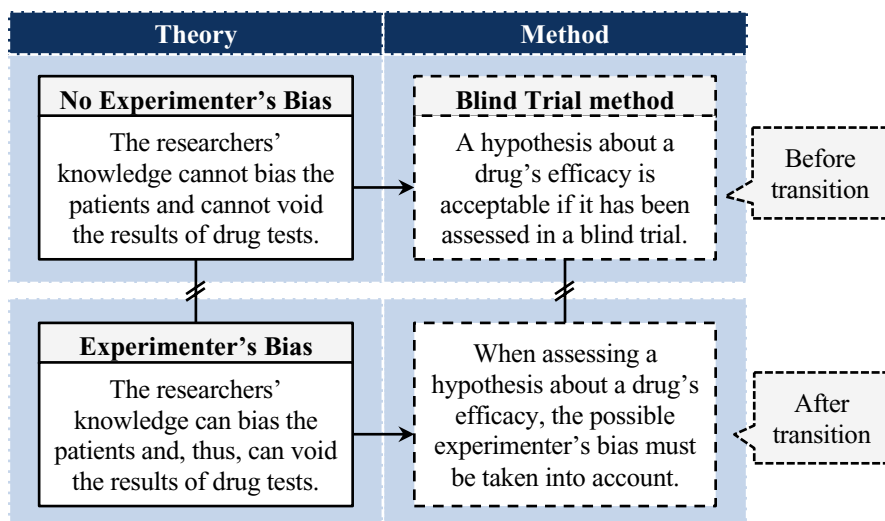 Theory
Method
No Experimenter's Bias
The researchers'
knowledge cannot bias the
patients and cannot void
the results of drug tests.
Blind Trial method
A hypothesis about a
drug's efficacy is
acceptable if it has been
assessed in a blind trial.
Before
transition
Experimenter's Bias
The researchers'
knowledge can bias the
patients and, thus, can void
the results of drug tests.
When assessing a
hypothesis about a drug's
efficacy, the possible
experimenter's bias must
be taken into account.
After
transition